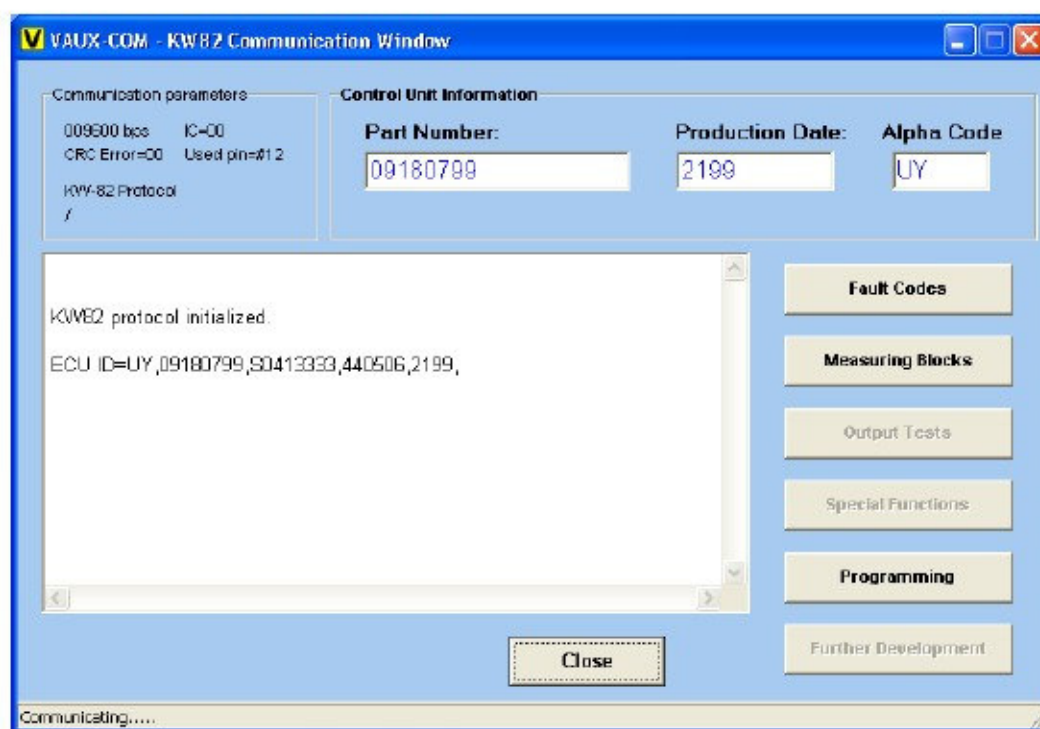 VAUX-COM - KW82 Communication Window
Communication parameters
009600 bps IC=00
CRC Error=00 Used pin=#12
KW-82 Protocol
/
Control Unit Information
Part Number: Production Date: Alpha Code
09180799 2199 UY
KW82 protocol initialized.
ECU ID=UY,09180799,S0413333,440506,2199,
Fault Codes
Measuring Blocks
Output Tests
Special Functions
Programming
Further Development
Close
Communicating.....